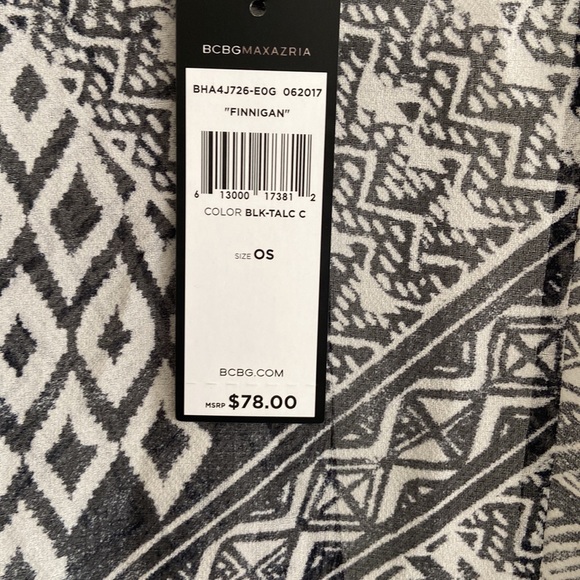 BCBGMAXAZRIA
BHA4J726-E0G 062017
"FINNIGAN"
6 13000 17381 2
COLOR BLK-TALC C
SIZE OS
BCBG.COM
MSRP $78.00